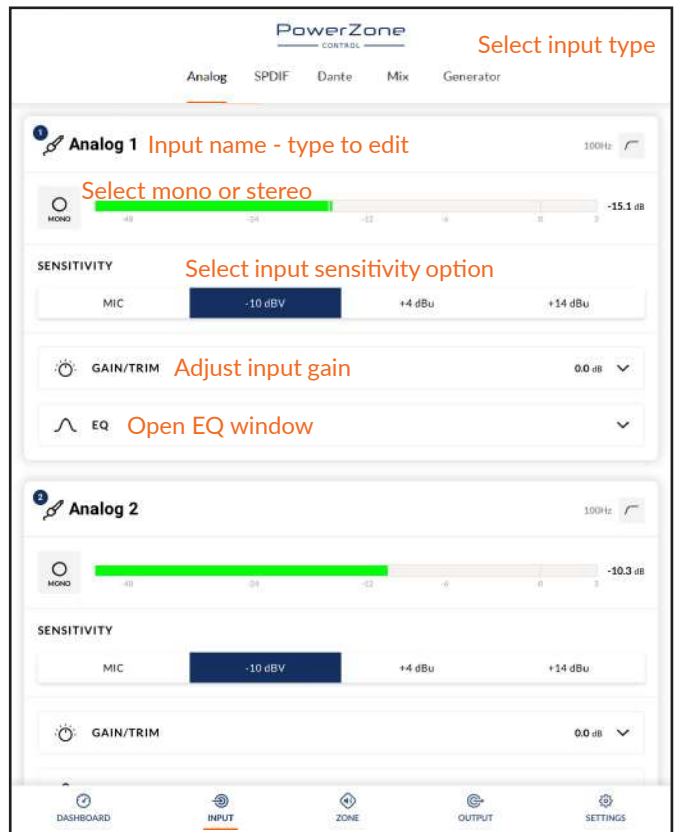 PowerZone
CONTROL
Select input type
Analog SPDIF Dante Mix Generator
1
Analog 1 Input name - type to edit 100Hz
Select mono or stereo
MONO
-15.1 dB
-48 -24 -12 -6 0 3
SENSITIVITY
Select input sensitivity option
MIC -10 dBV +4 dBu +14 dBu
GAIN/TRIM Adjust input gain 0.0 dB
EQ Open EQ window
2
Analog 2 100Hz
MONO
-10.3 dB
-48 -24 -12 -6 0 3
SENSITIVITY
MIC -10 dBV +4 dBu +14 dBu
GAIN/TRIM 0.0 dB
DASHBOARD INPUT ZONE OUTPUT SETTINGS